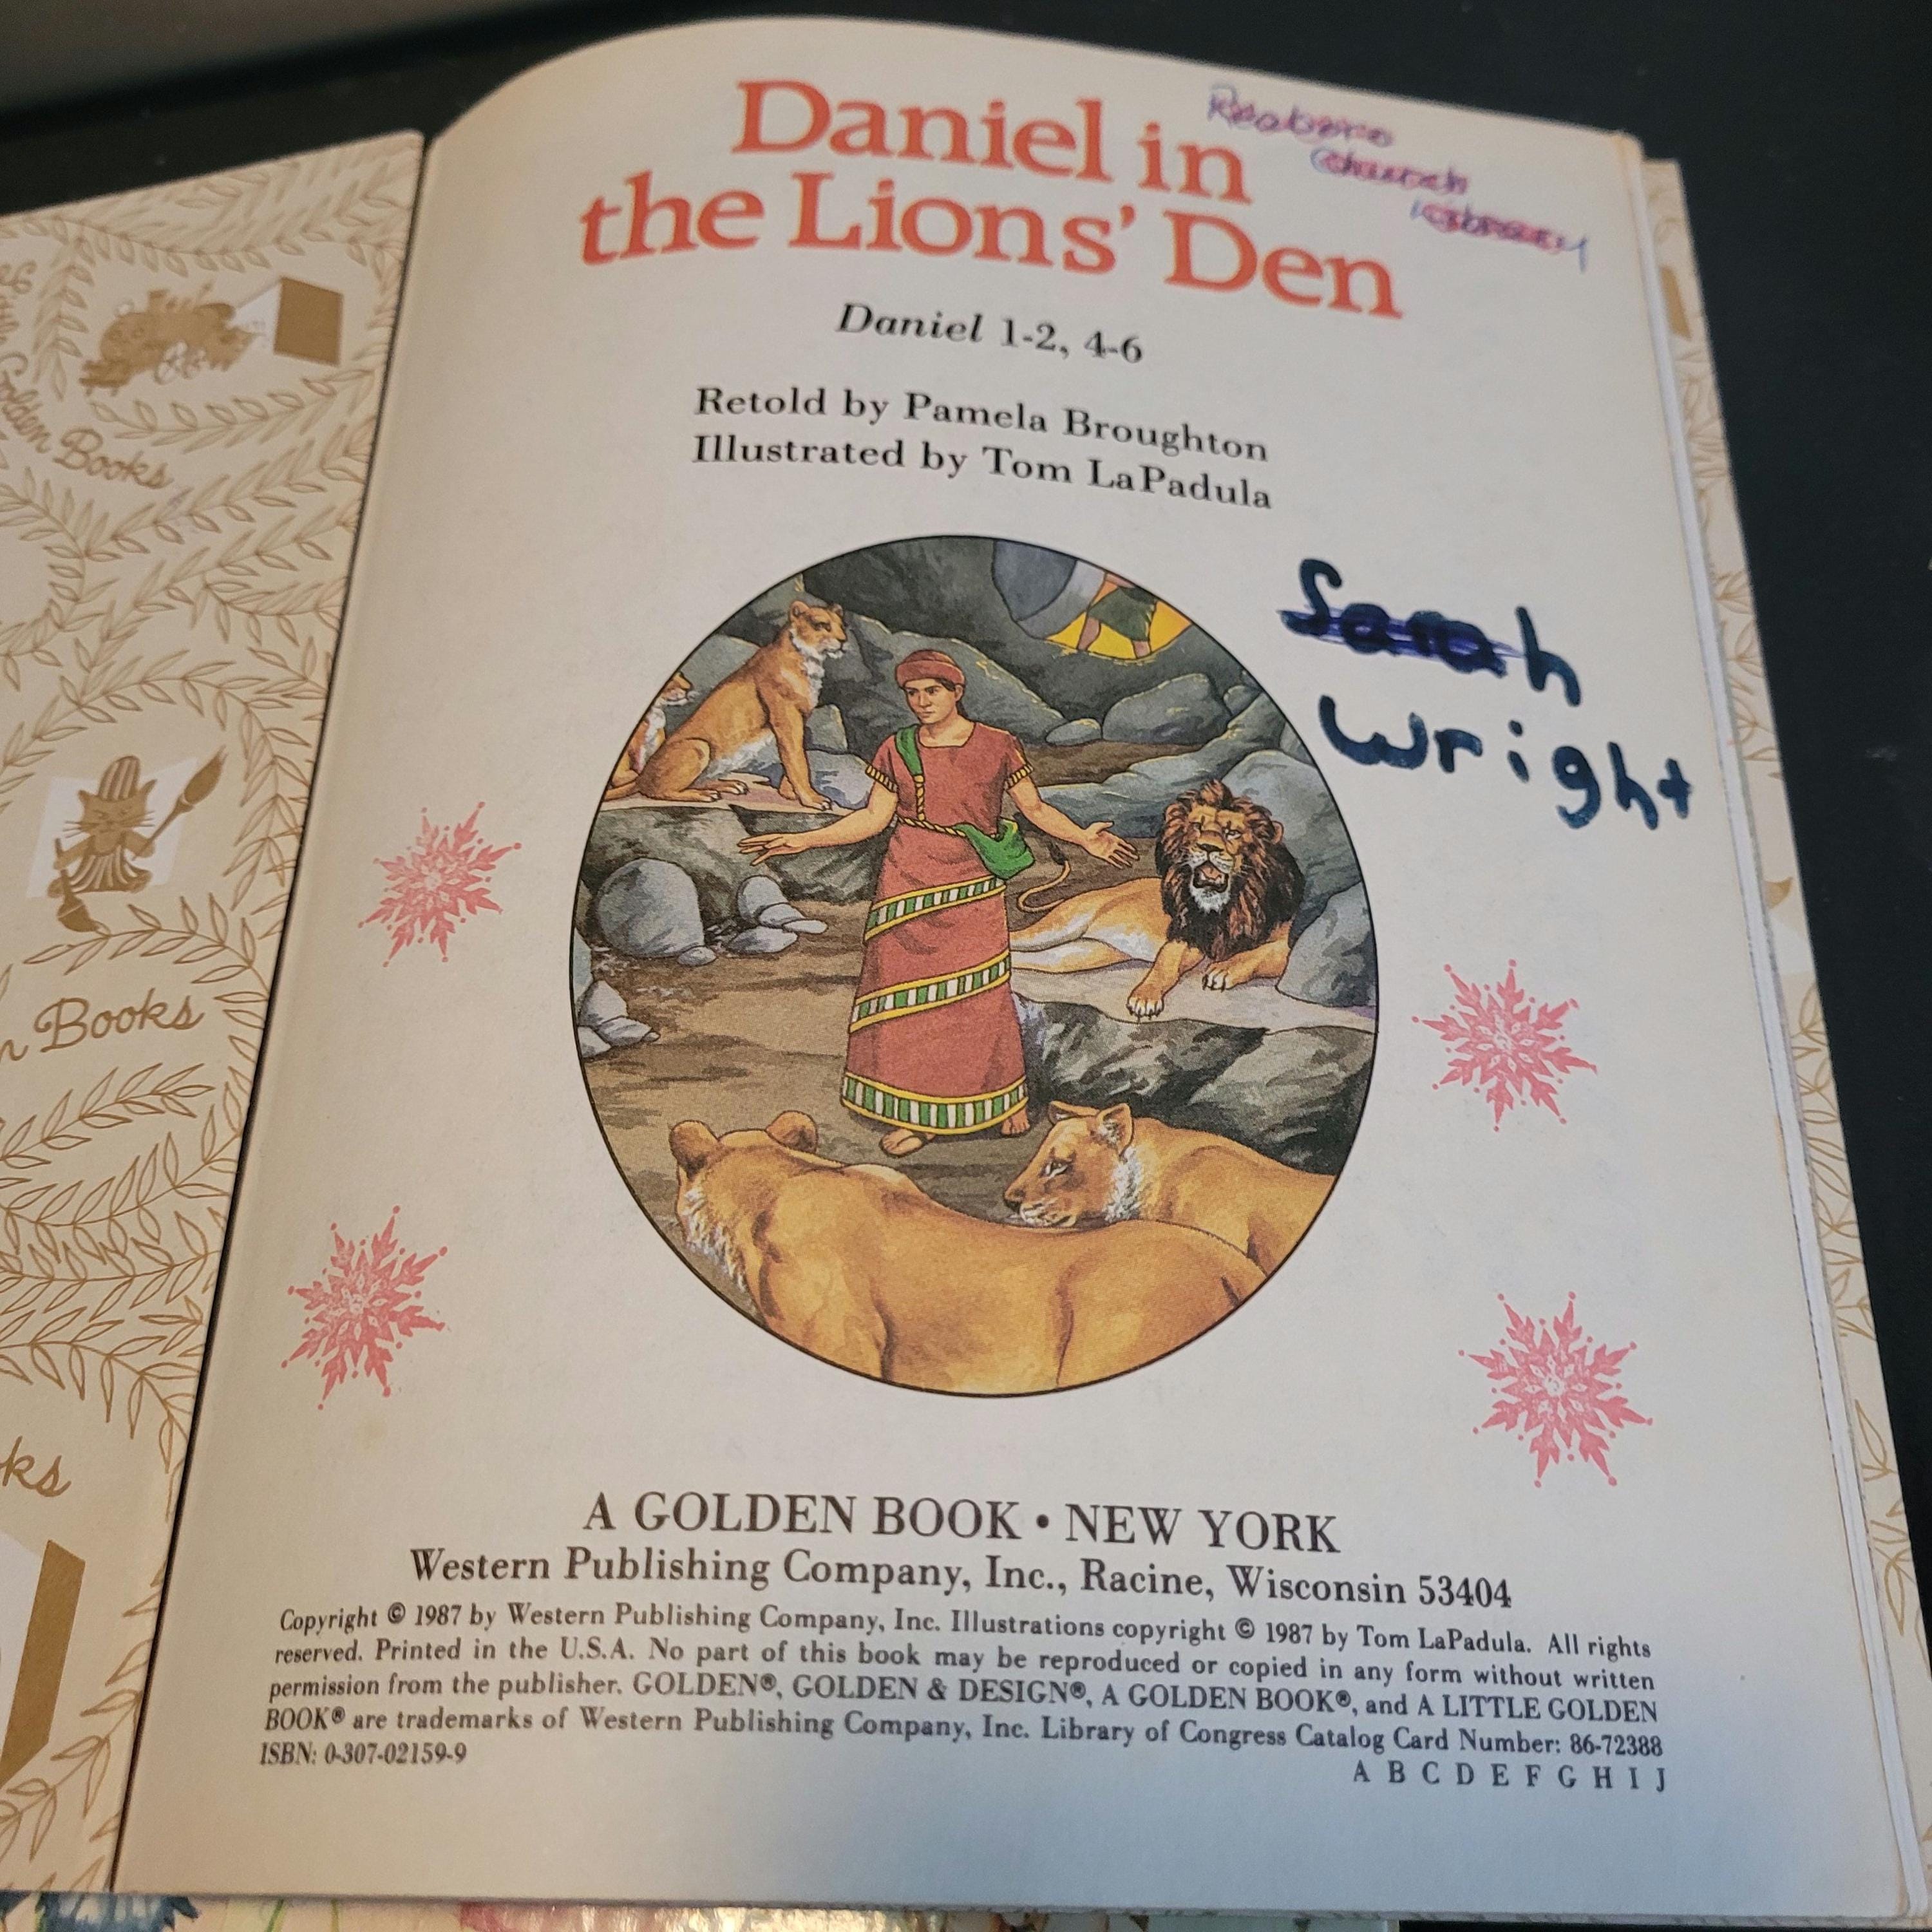 Daniel in
the Lions' Den
church
Daniel 1-2, 4-6
Retold by Pamela Broughton
Illustrated by Tom LaPadula
Sarah
Wright
Golden Books
Books
A GOLDEN BOOK • NEW YORK
Western Publishing Company, Inc., Racine, Wisconsin 53404
Copyright © 1987 by Western Publishing Company, Inc. Illustrations copyright © 1987 by Tom LaPadula. All rights
reserved. Printed in the U.S.A. No part of this book may be reproduced or copied in any form without written
permission from the publisher. GOLDEN®, GOLDEN & DESIGN®, A GOLDEN BOOK®, and A LITTLE GOLDEN
BOOK® are trademarks of Western Publishing Company, Inc. Library of Congress Catalog Card Number: 86-72388
ISBN: 0-307-02159-9
A B C D E F G H I J